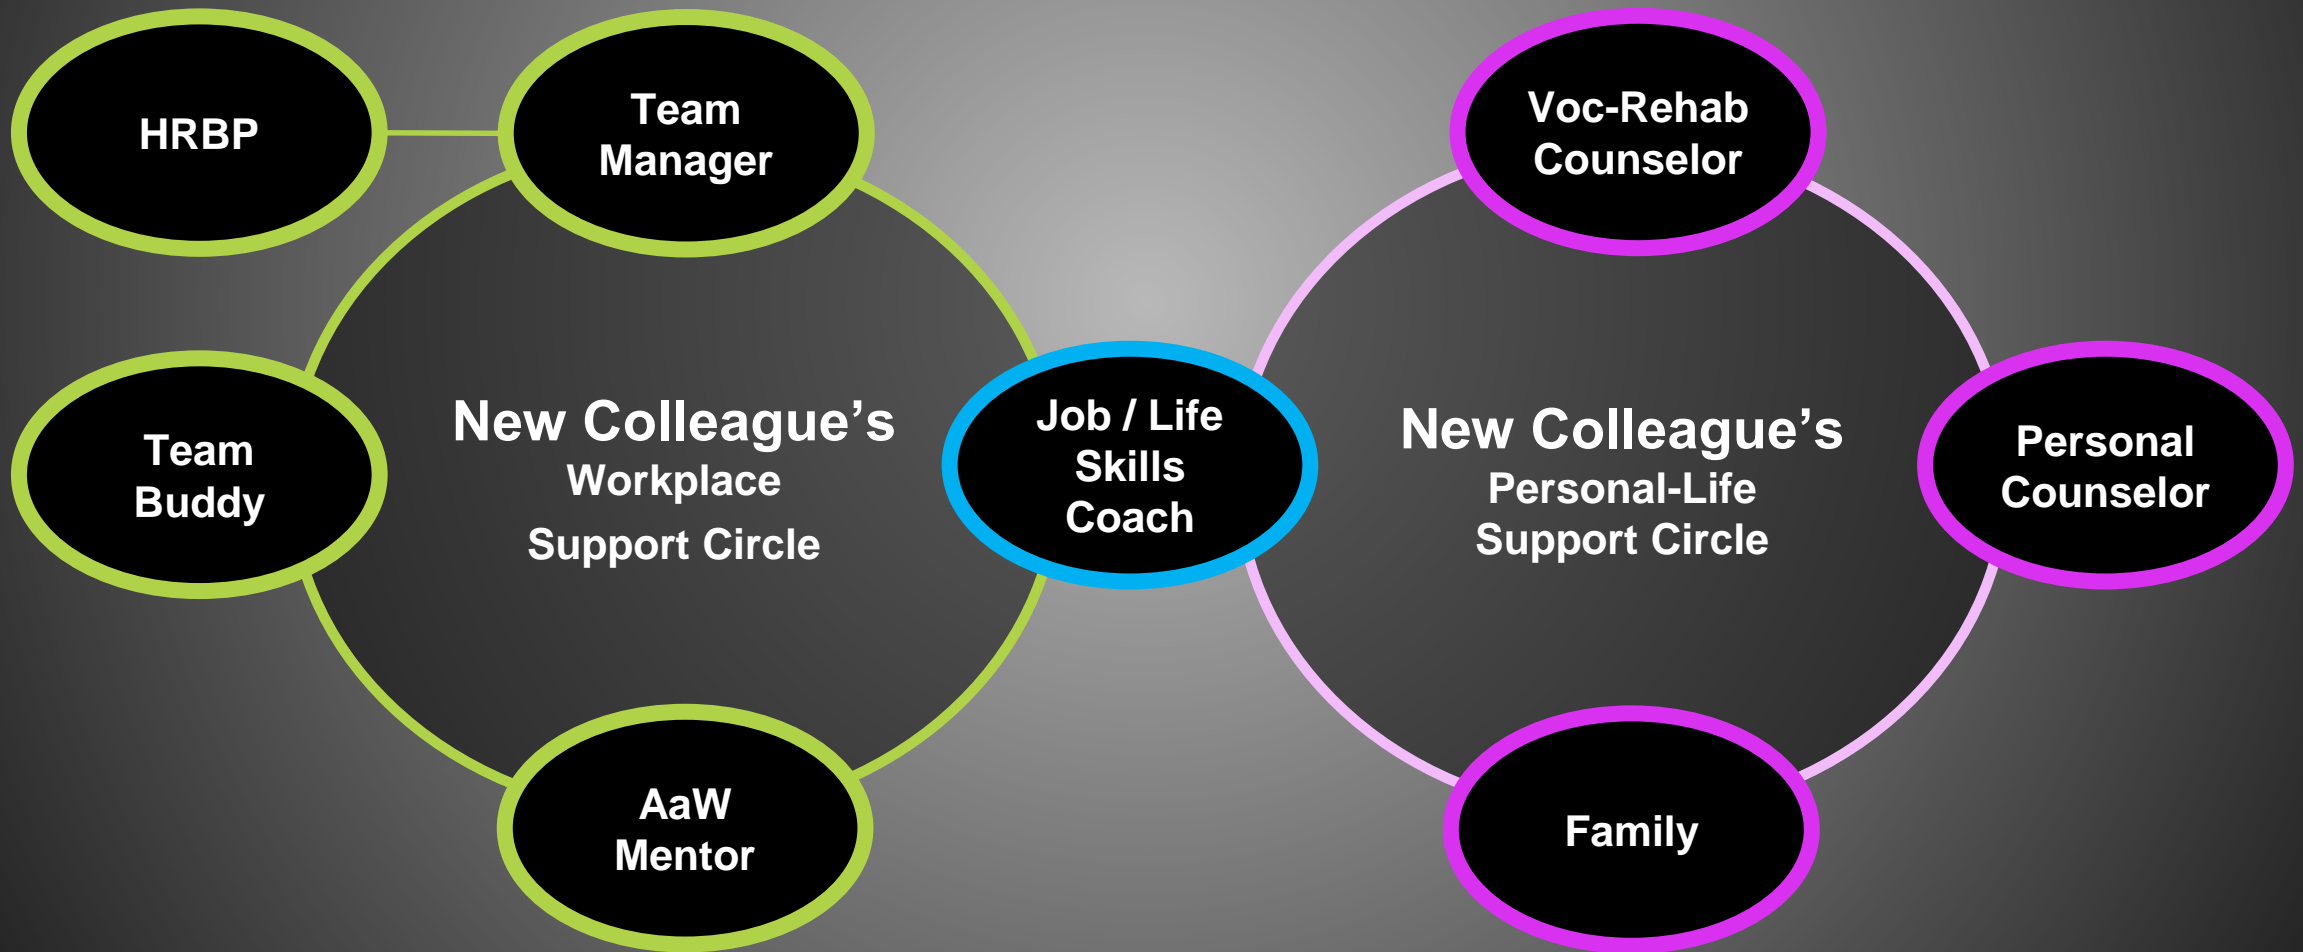 HRBP
Team
Manager
Voc-Rehab
Counselor
Team
Buddy
New Colleague’s
Workplace
Support Circle
Job / Life
Skills
Coach
New Colleague’s
Personal-Life
Support Circle
Personal
Counselor
AaW
Mentor
Family